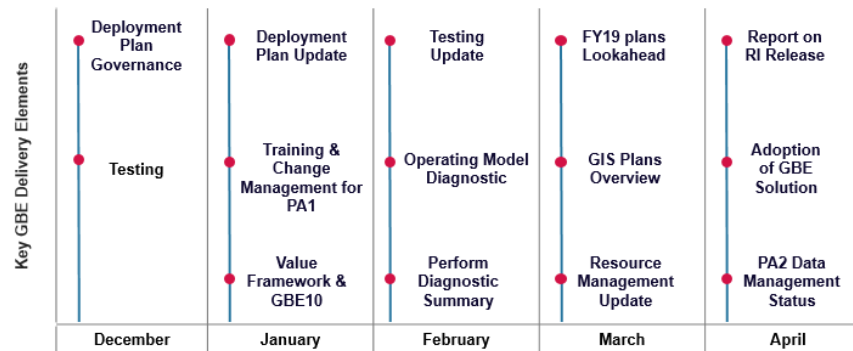 Key GBE Delivery Elements
Deployment
Plan
Governance
Testing
December
Deployment
Plan Update
Training &
Change
Management for
PA1
Value
Framework &
GBE10
January
Testing
Update
Operating Model
Diagnostic
Perform
Diagnostic
Summary
February
FY19 plans
Lookahead
GIS Plans
Overview
Resource
Management
Update
March
Report on
RI Release
Adoption
of GBE
Solution
PA2 Data
Management
Status
April